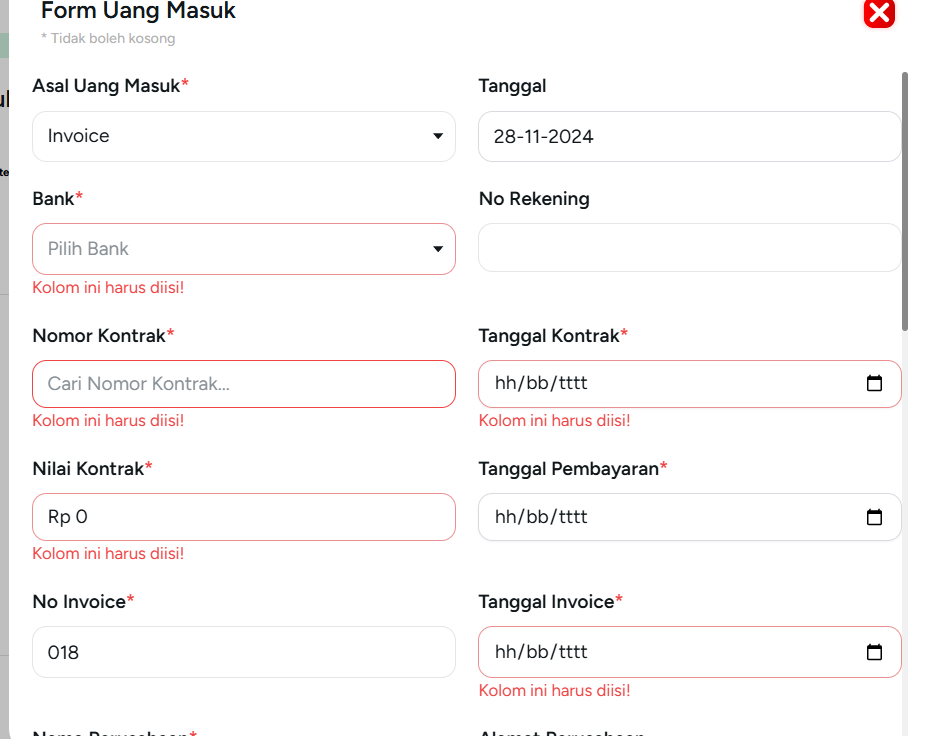 Form Uang Masuk
* Tidak boleh kosong
Asal Uang Masuk* Tanggal
Invoice 28-11-2024
Bank* No Rekening
Pilih Bank
Kolom ini harus diisi!
Nomor Kontrak* Tanggal Kontrak*
Cari Nomor Kontrak... hh/bb/tttt
Kolom ini harus diisi! Kolom ini harus diisi!
Nilai Kontrak* Tanggal Pembayaran*
Rp 0 hh/bb/tttt
Kolom ini harus diisi!
No Invoice* Tanggal Invoice*
018 hh/bb/tttt
Kolom ini harus diisi!